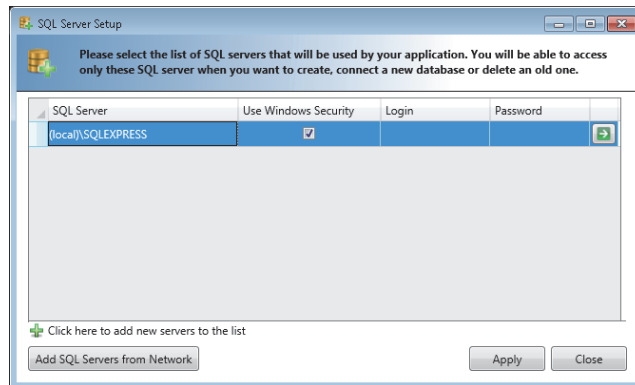 SQL Server Setup
Please select the list of SQL servers that will be used by your application. You will be able to access
only these SQL server when you want to create, connect a new database or delete an old one.
SQL Server Use Windows Security Login Password
(local)\SQLEXPRESS
Click here to add new servers to the list
Add SQL Servers from Network Apply Close